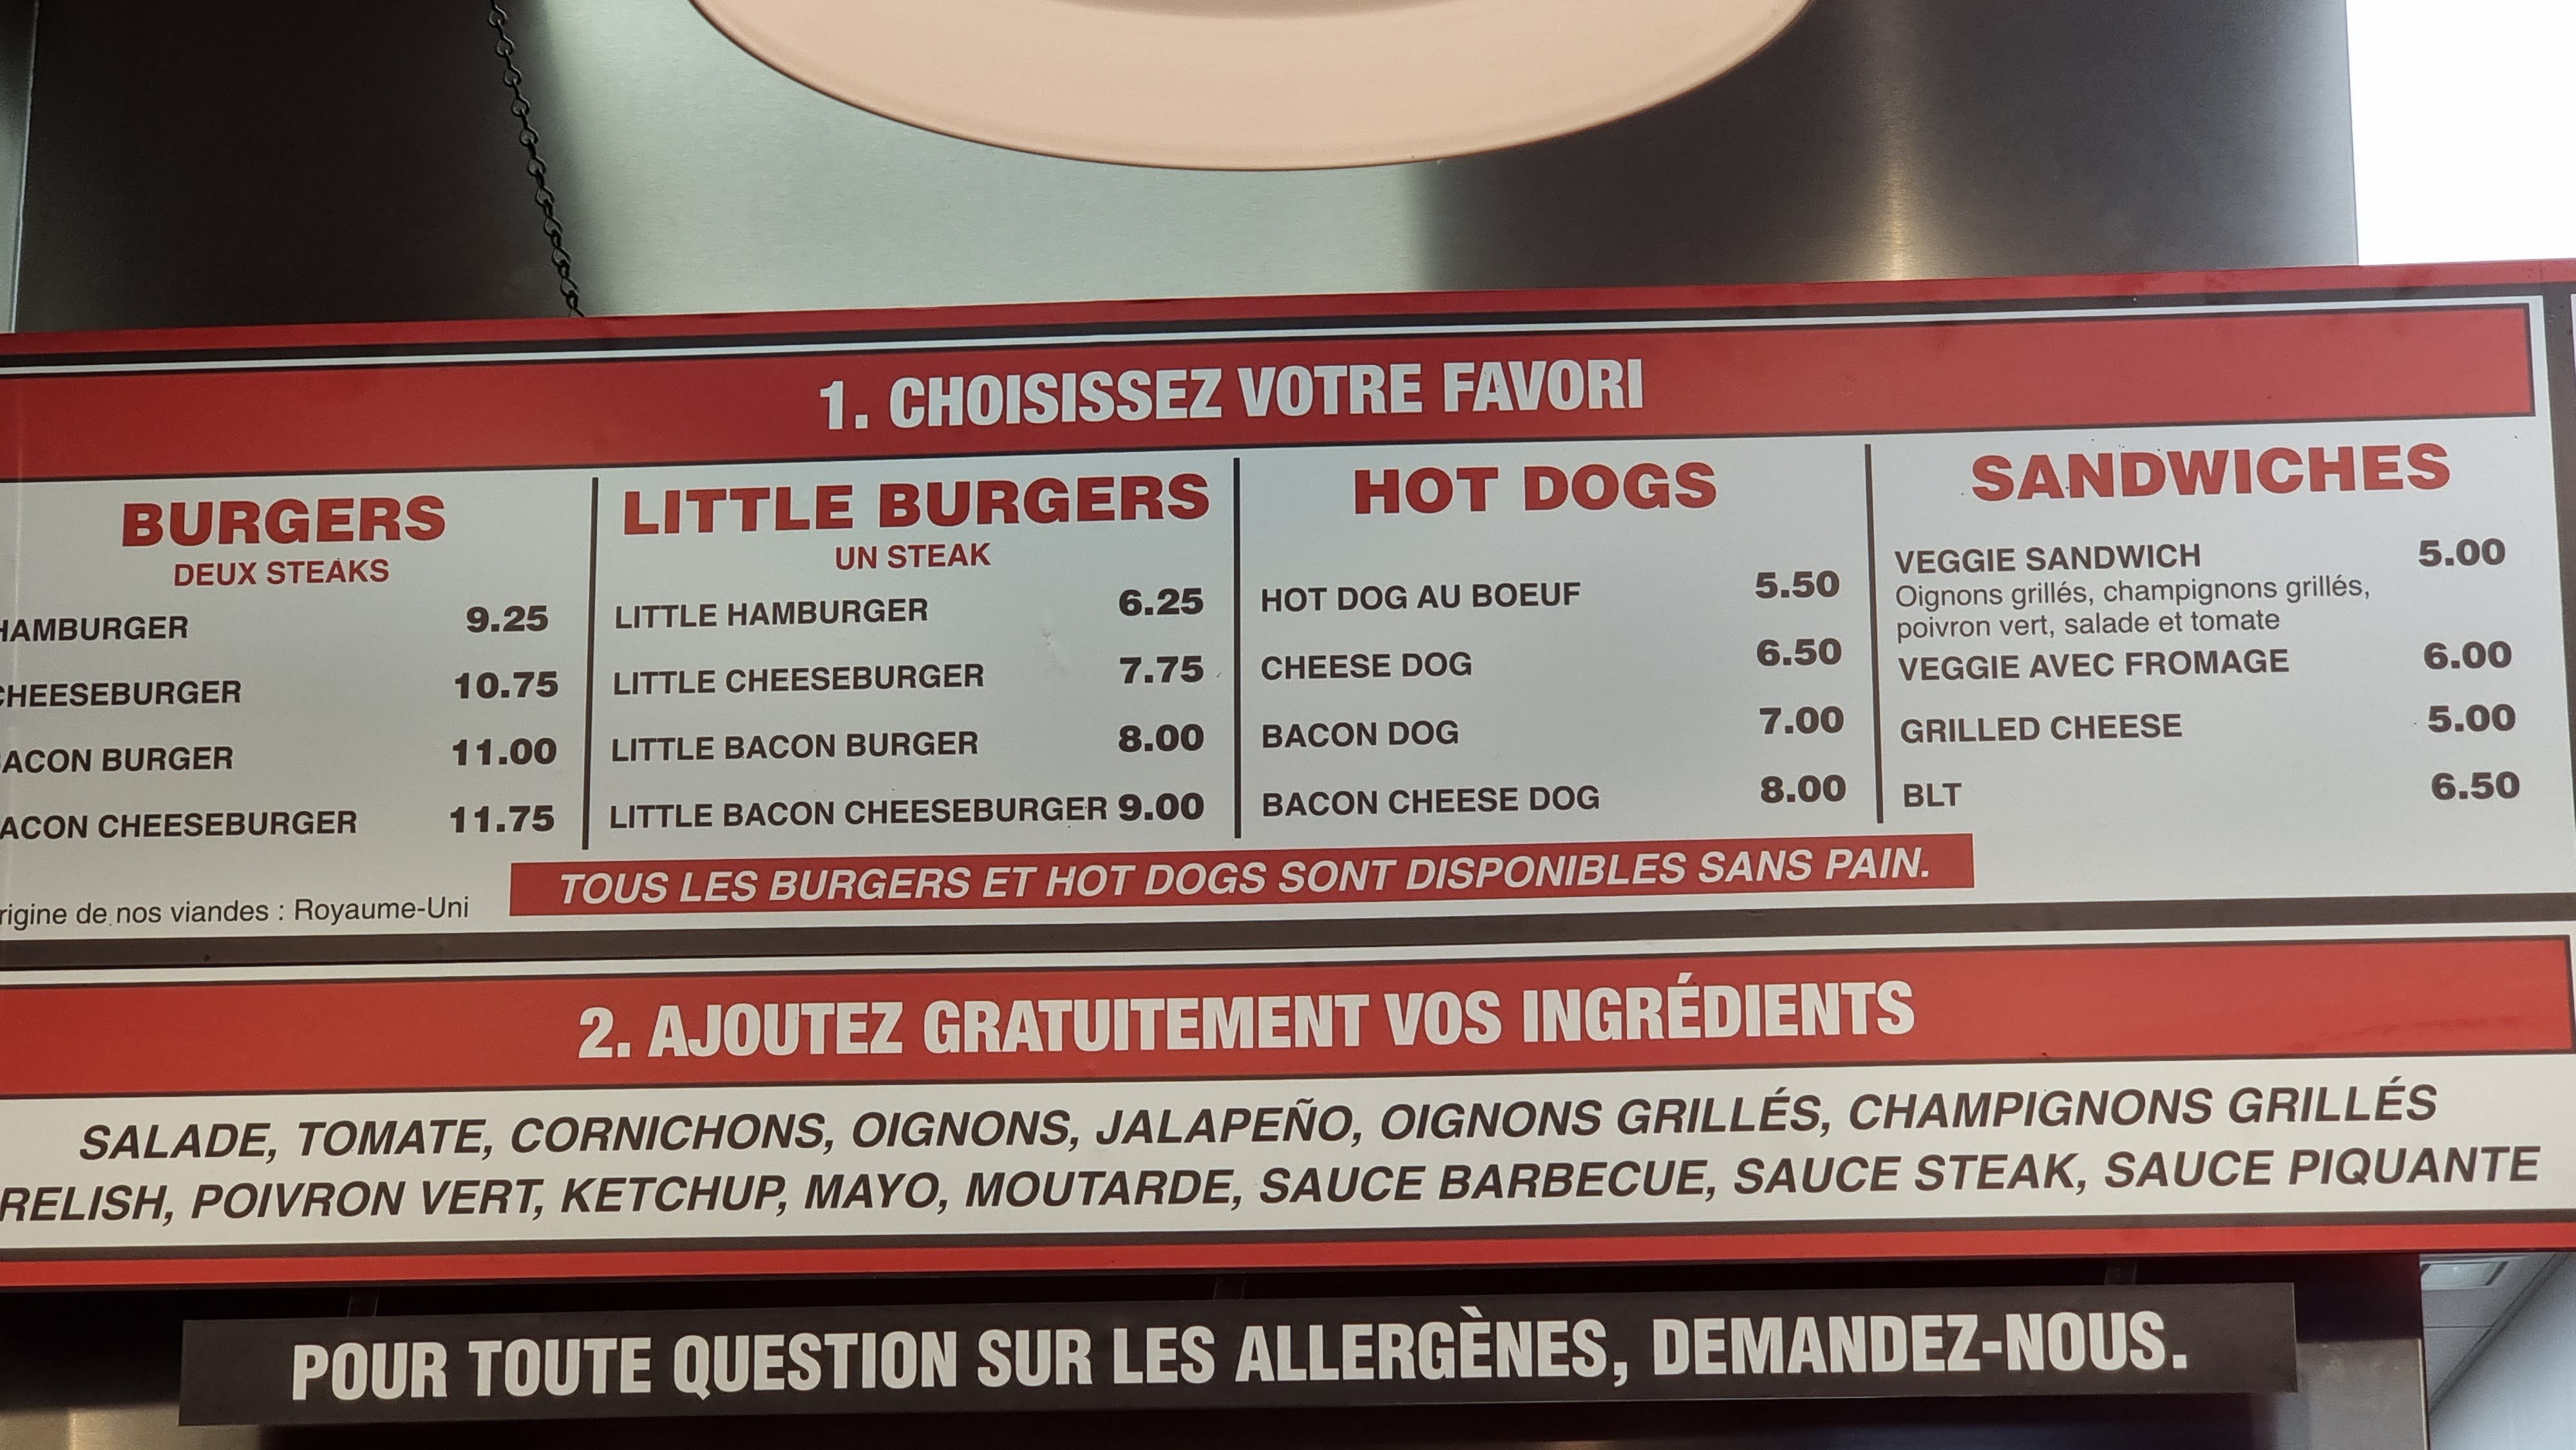 1. CHOISISSEZ VOTRE FAVORI
BURGERS
DEUX STEAKS
HAMBURGER 9.25
CHEESEBURGER 10.75
BACON BURGER 11.00
BACON CHEESEBURGER 11.75
LITTLE BURGERS
UN STEAK
LITTLE HAMBURGER 6.25
LITTLE CHEESEBURGER 7.75
LITTLE BACON BURGER 8.00
LITTLE BACON CHEESEBURGER 9.00
HOT DOGS
HOT DOG AU BOEUF 5.50
CHEESE DOG 6.50
BACON DOG 7.00
BACON CHEESE DOG 8.00
SANDWICHES
VEGGIE SANDWICH 5.00
Oignons grillés, champignons grillés,
poivron vert, salade et tomate
VEGGIE AVEC FROMAGE 6.00
GRILLED CHEESE 5.00
BLT 6.50
TOUS LES BURGERS ET HOT DOGS SONT DISPONIBLES SANS PAIN.
rigine de nos viandes : Royaume-Uni
2. AJOUTEZ GRATUITEMENT VOS INGRÉDIENTS
SALADE, TOMATE, CORNICHONS, OIGNONS, JALAPEÑO, OIGNONS GRILLÉS, CHAMPIGNONS GRILLÉS
RELISH, POIVRON VERT, KETCHUP, MAYO, MOUTARDE, SAUCE BARBECUE, SAUCE STEAK, SAUCE PIQUANTE
POUR TOUTE QUESTION SUR LES ALLERGÈNES, DEMANDEZ-NOUS.